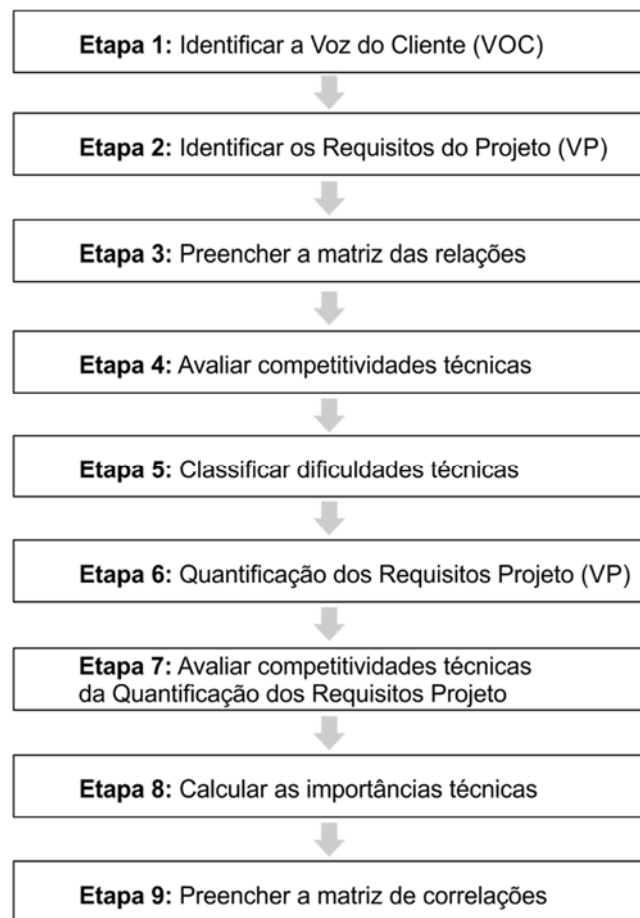 Etapa 1: Identificar a Voz do Cliente (VOC)
Etapa 2: Identificar os Requisitos do Projeto (VP)
Etapa 3: Preencher a matriz das relações
Etapa 4: Avaliar competitividades técnicas
Etapa 5: Classificar dificuldades técnicas
Etapa 6: Quantificação dos Requisitos Projeto (VP)
Etapa 7: Avaliar competitividades técnicas
da Quantificação dos Requisitos Projeto
Etapa 8: Calcular as importâncias técnicas
Etapa 9: Preencher a matriz de correlações